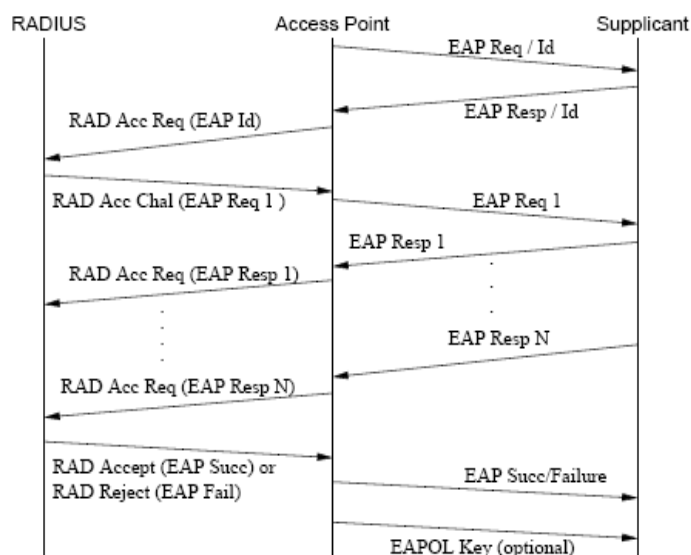 RADIUS Access Point Supplicant
EAP Req / Id
EAP Resp / Id
RAD Acc Req (EAP Id)
RAD Acc Chal (EAP Req 1 )
EAP Req 1
EAP Resp 1
RAD Acc Req (EAP Resp 1)
EAP Resp N
RAD Acc Req (EAP Resp N)
RAD Accept (EAP Succ) or
RAD Reject (EAP Fail)
EAP Succ/Failure
EAPOL Key (optional)